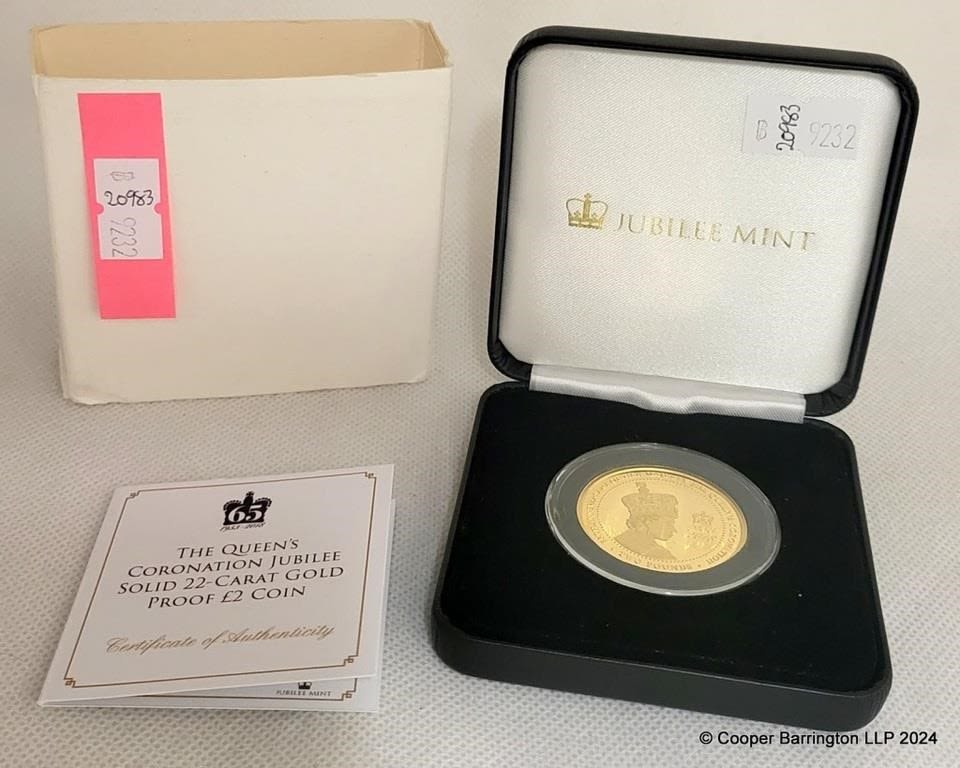 B
20983
9232
B
20983
9232
JUBILEE MINT
65
1953-2018
THE QUEEN'S
CORONATION JUBILEE
SOLID 22-CARAT GOLD
PROOF £2 COIN
Certificate of Authenticity
JUBILEE MINT
TWO POUNDS
© Cooper Barrington LLP 2024